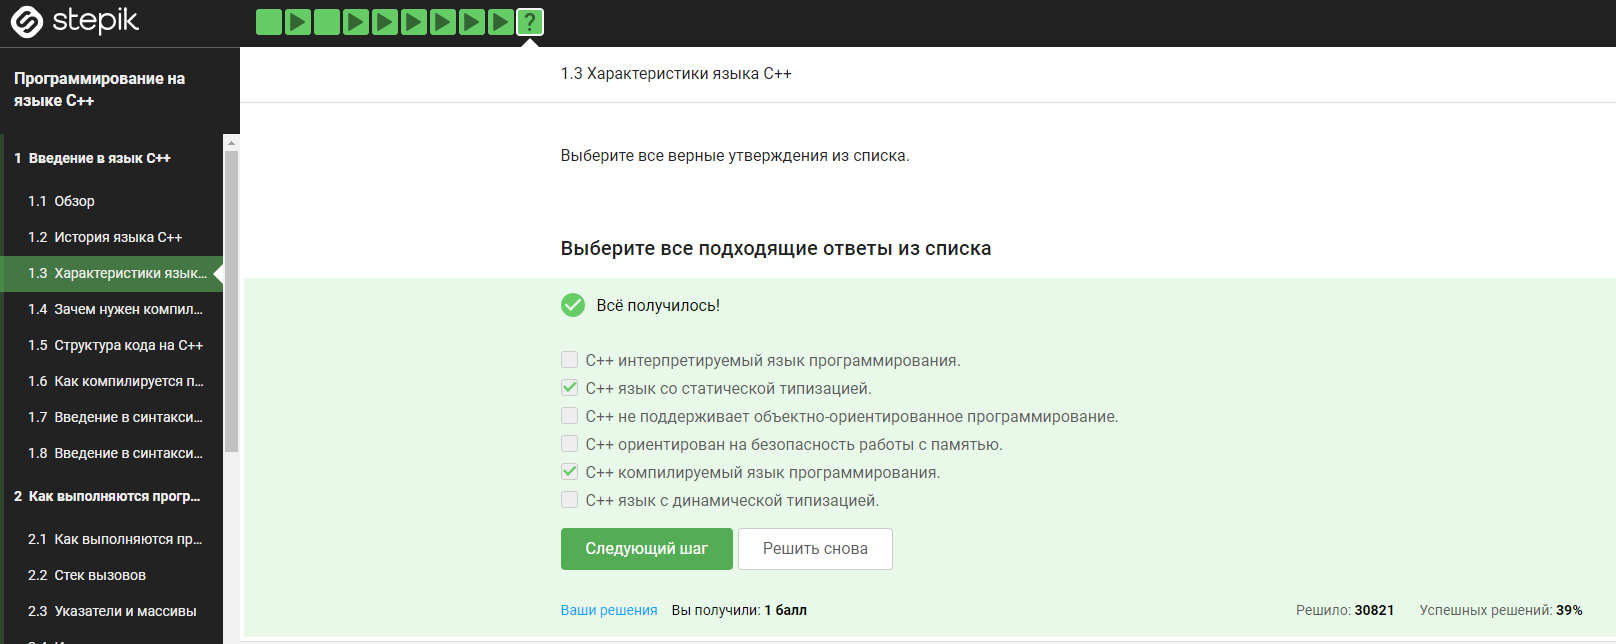 stepik
?
Программирование на
языке C++
1 Введение в язык C++
1.1 Обзор
1.2 История языка C++
1.3 Характеристики язык...
1.4 Зачем нужен компил...
1.5 Структура кода на C++
1.6 Как компилируется п...
1.7 Введение в синтакси...
1.8 Введение в синтакси...
2 Как выполняются прогр...
2.1 Как выполняются пр...
2.2 Стек вызовов
2.3 Указатели и массивы
1.3 Характеристики языка C++
Выберите все верные утверждения из списка.
Выберите все подходящие ответы из списка
Всё получилось!
C++ интерпретируемый язык программирования.
C++ язык со статической типизацией.
C++ не поддерживает объектно-ориентированное программирование.
C++ ориентирован на безопасность работы с памятью.
C++ компилируемый язык программирования.
C++ язык с динамической типизацией.
Следующий шаг Решить снова
Ваши решения Вы получили: 1 балл Решило: 30821 Успешных решений: 39%